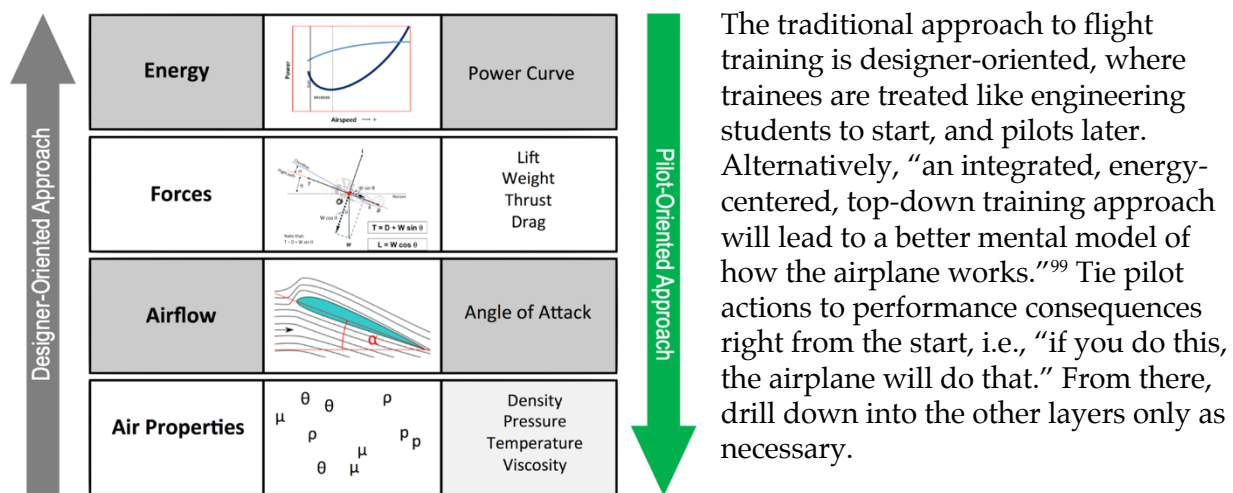 Designer-Oriented Approach
Energy
Power
Airspeed
Power Curve
Forces
L
T
W sin θ
W cos θ
D
W
Note that:
T = D + W sin θ
L = W cos θ
Lift
Weight
Thrust
Drag
Airflow
α
Angle of Attack
Air Properties
θ θ ρ
μ
ρ p p
μ
θ μ
Density
Pressure
Temperature
Viscosity
Pilot-Oriented Approach
The traditional approach to flight
training is designer-oriented, where
trainees are treated like engineering
students to start, and pilots later.
Alternatively, “an integrated, energy-
centered, top-down training approach
will lead to a better mental model of
how the airplane works.”99 Tie pilot
actions to performance consequences
right from the start, i.e., “if you do this,
the airplane will do that.” From there,
drill down into the other layers only as
necessary.